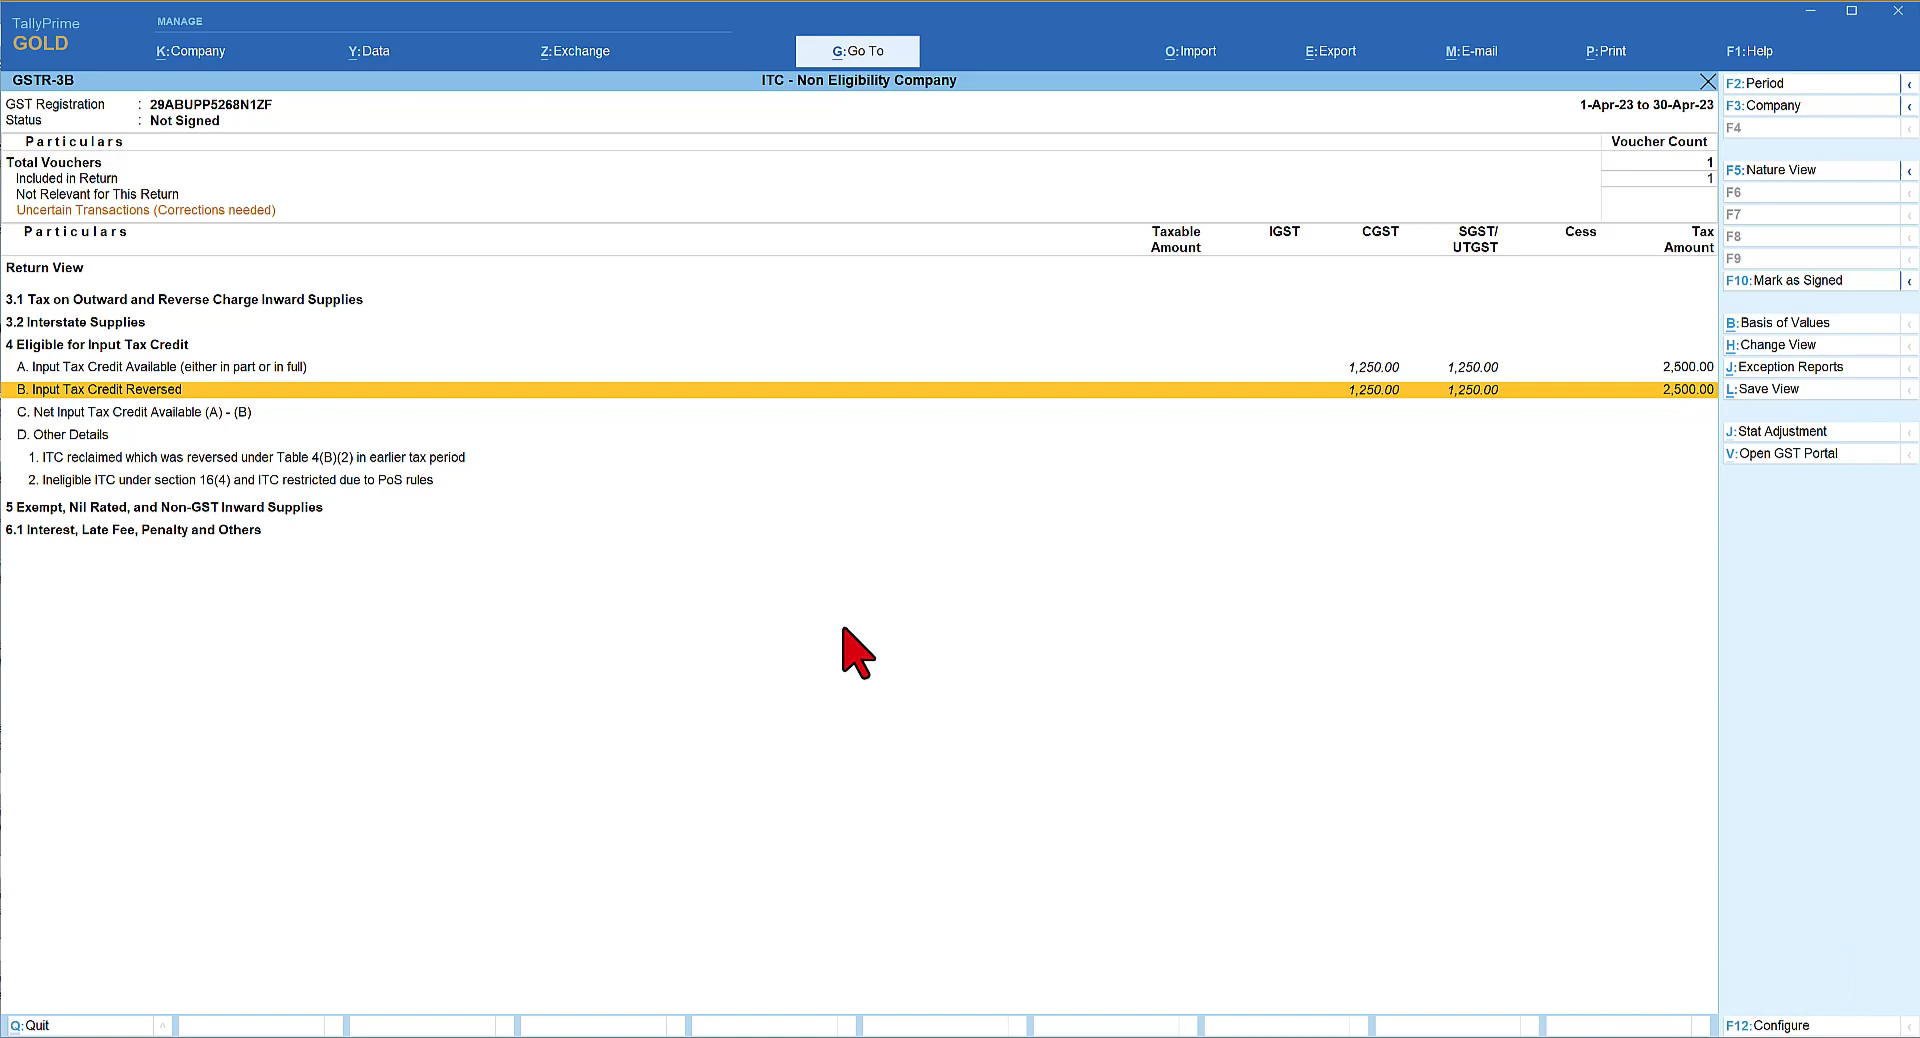 TallyPrime
GOLD
MANAGE
K:Company Y:Data Z:Exchange G:Go To O:Import E:Export M:E-mail P:Print F1:Help
GSTR-3B ITC - Non Eligibility Company
GST Registration : 29ABUPP5268N1ZF 1-Apr-23 to 30-Apr-23
Status : Not Signed
Particulars Voucher Count
Total Vouchers 1
Included in Return 1
Not Relevant for This Return
Uncertain Transactions (Corrections needed)
Particulars Taxable Amount IGST CGST SGST/ UTGST Cess Tax Amount
Return View
3.1 Tax on Outward and Reverse Charge Inward Supplies
3.2 Interstate Supplies
4 Eligible for Input Tax Credit
A. Input Tax Credit Available (either in part or in full) 1,250.00 1,250.00 2,500.00
B. Input Tax Credit Reversed 1,250.00 1,250.00 2,500.00
C. Net Input Tax Credit Available (A) - (B)
D. Other Details
1. ITC reclaimed which was reversed under Table 4(B)(2) in earlier tax period
2. Ineligible ITC under section 16(4) and ITC restricted due to PoS rules
5 Exempt, Nil Rated, and Non-GST Inward Supplies
6.1 Interest, Late Fee, Penalty and Others
F2:Period
F3:Company
F4
F5:Nature View
F6
F7
F8
F9
F10:Mark as Signed
B:Basis of Values
H:Change View
J:Exception Reports
L:Save View
J:Stat Adjustment
V:Open GST Portal
Q:Quit
F12:Configure